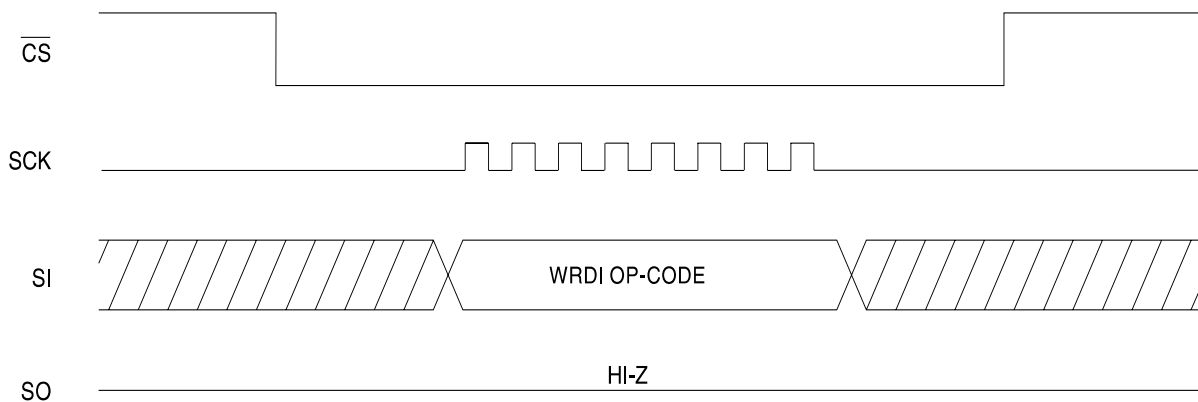 CS
SCK
SI
WRDI OP-CODE
HI-Z
SO